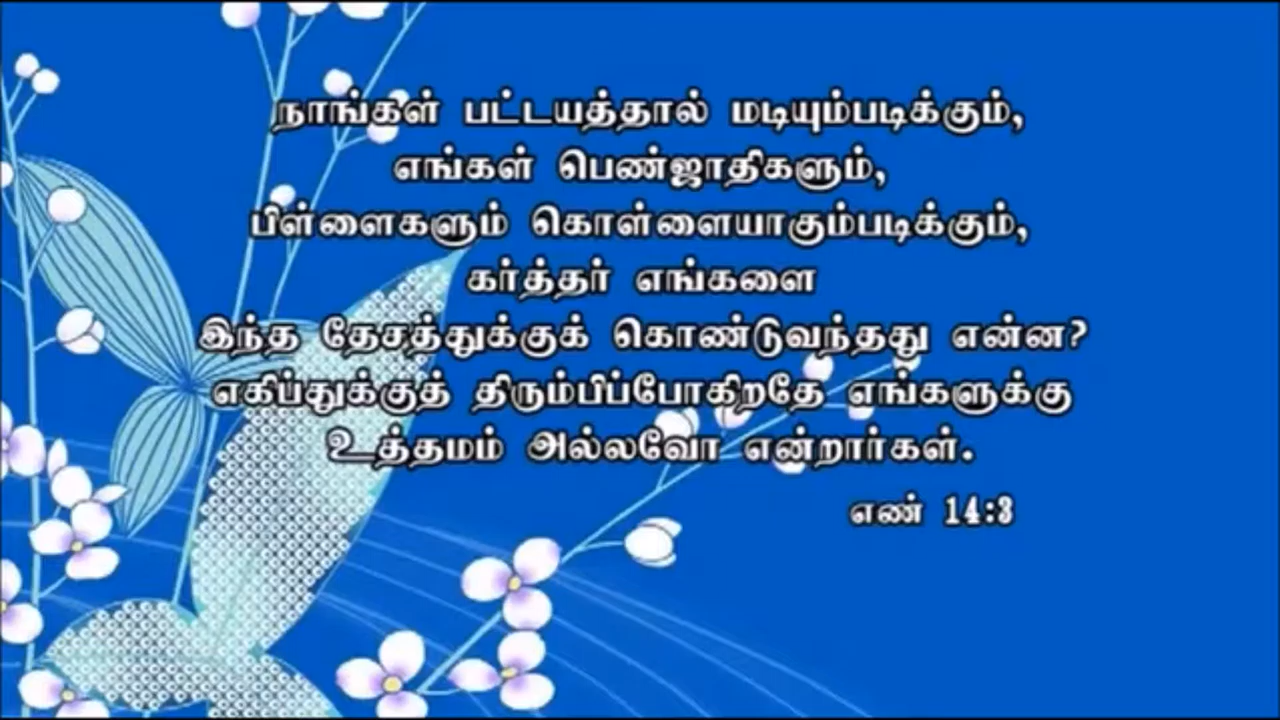 நாங்கள் பட்டயத்தால் மடியும்படிக்கும்,
எங்கள் பெண்ஜாதிகளும்,
பிள்ளைகளும் கொள்ளையாகும்படிக்கும்,
கர்த்தர் எங்களை
இந்த தேசத்துக்குக் கொண்டுவந்தது என்ன?
எகிப்துக்குத் திரும்பிப்போகிறதே எங்களுக்கு
உத்தமம் அல்லவோ என்றார்கள்.
எண் 14:3